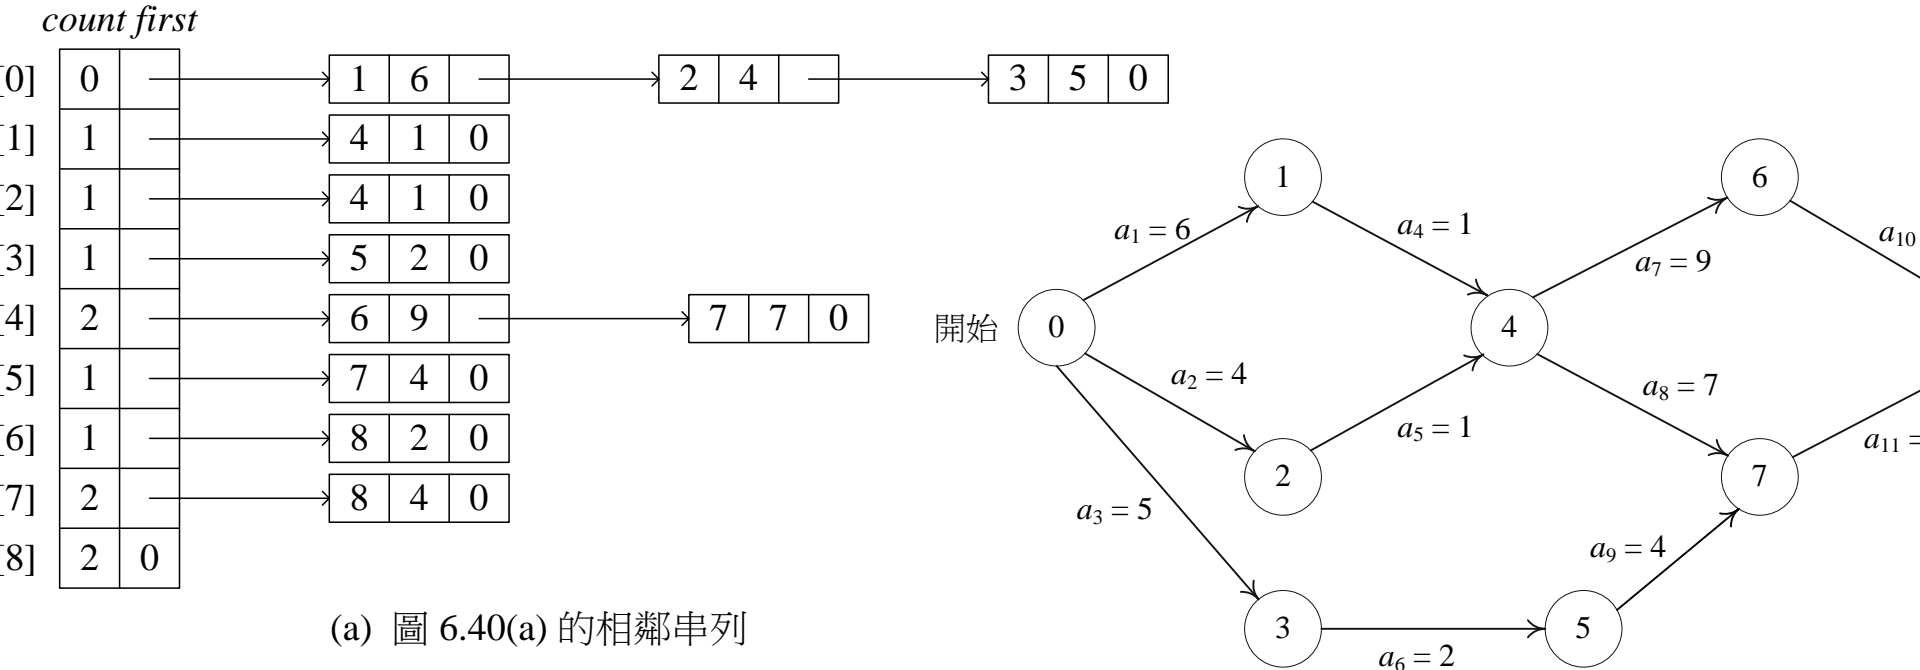 count first
[0] 0 1 6 2 4 3 5 0
[1] 1 4 1 0
[2] 1 4 1 0
[3] 1 5 2 0
[4] 2 6 9 7 7 0
[5] 1 7 4 0
[6] 1 8 2 0
[7] 2 8 4 0
[8] 2 0
(a) 圖 6.40(a) 的相鄰串列
1
6
a1 = 6
a4 = 1
a7 = 9
a10
開始
0
4
a2 = 4
a8 = 7
a5 = 1
a11 =
2
7
a3 = 5
a9 = 4
3
5
a6 = 2